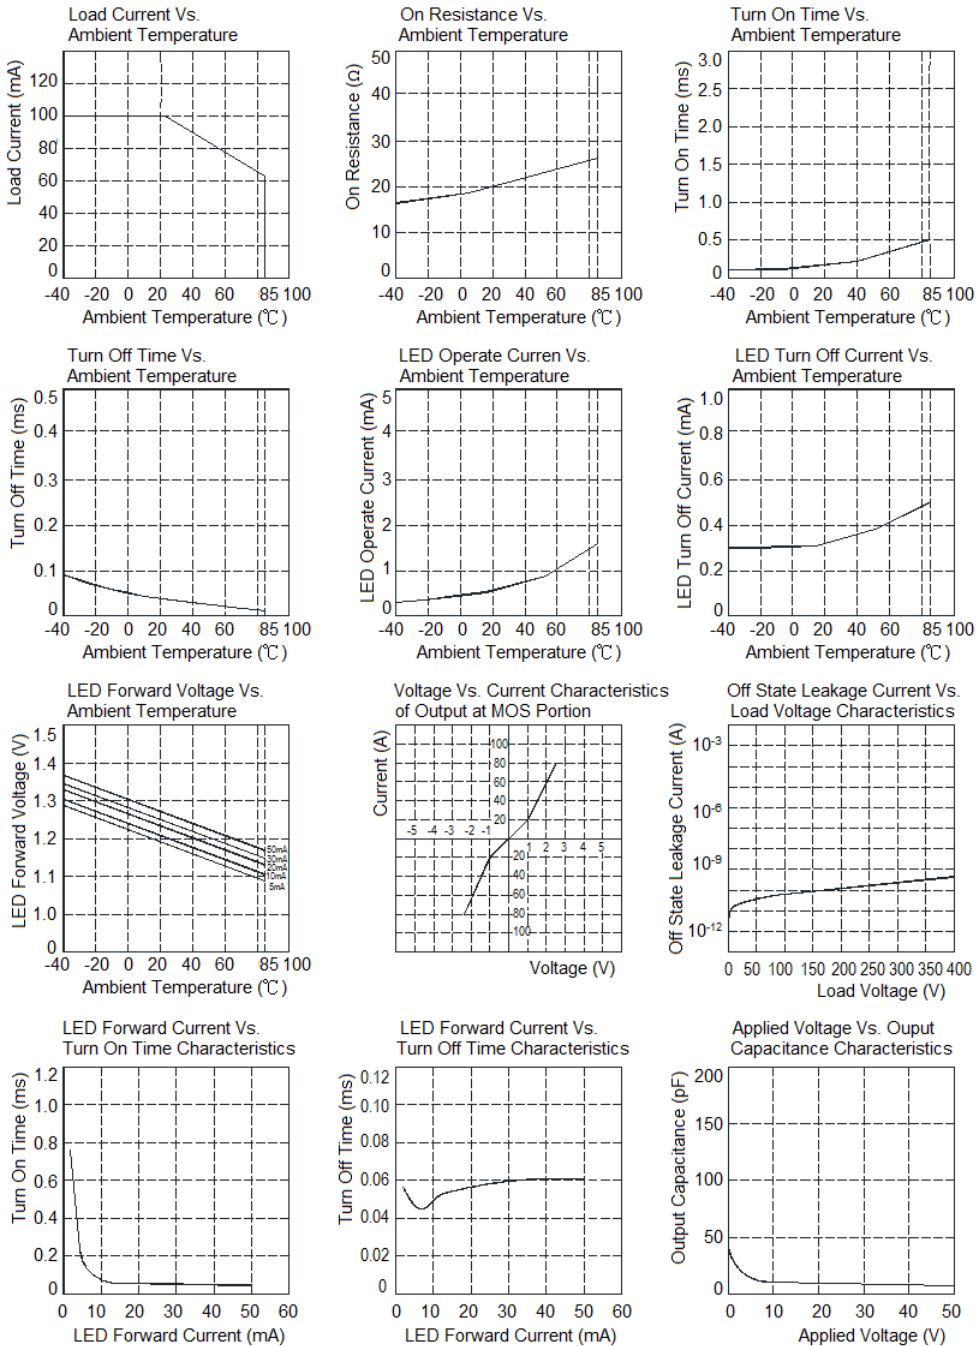 Load Current Vs.
Ambient Temperature
Load Current (mA)
120
100
80
60
40
20
0
-40 -20 0 20 40 60 85 100
Ambient Temperature (℃)
On Resistance Vs.
Ambient Temperature
On Resistance (Ω)
50
40
30
20
10
0
-40 -20 0 20 40 60 85 100
Ambient Temperature (℃)
Turn On Time Vs.
Ambient Temperature
Turn On Time (ms)
3.0
2.5
2.0
1.5
1.0
0.5
0
-40 -20 0 20 40 60 85 100
Ambient Temperature (℃)
Turn Off Time Vs.
Ambient Temperature
Turn Off Time (ms)
0.5
0.4
0.3
0.2
0.1
0
-40 -20 0 20 40 60 85 100
Ambient Temperature (℃)
LED Operate Curren Vs.
Ambient Temperature
LED Operate Current (mA)
5
4
3
2
1
0
-40 -20 0 20 40 60 85 100
Ambient Temperature (℃)
LED Turn Off Current Vs.
Ambient Temperature
LED Turn Off Current (mA)
1.0
0.8
0.6
0.4
0.2
0
-40 -20 0 20 40 60 85 100
Ambient Temperature (℃)
LED Forward Voltage Vs.
Ambient Temperature
LED Forward Voltage (V)
1.5
1.4
1.3
1.2
1.1
1.0
0
50mA
30mA
20mA
10mA
5mA
-40 -20 0 20 40 60 85 100
Ambient Temperature (℃)
Voltage Vs. Current Characteristics
of Output at MOS Portion
Current (A)
100
80
60
40
20
-5 -4 -3 -2 -1
1 2 3 4 5
-20
-40
-60
-80
-100
Voltage (V)
Off State Leakage Current Vs.
Load Voltage Characteristics
Off State Leakage Current (A)
10-3
10-6
10-9
10-12
0 50 100 150 200 250 300 350 400
Load Voltage (V)
LED Forward Current Vs.
Turn On Time Characteristics
Turn On Time (ms)
1.2
1.0
0.8
0.6
0.4
0.2
0
0 10 20 30 40 50 60
LED Forward Current (mA)
LED Forward Current Vs.
Turn Off Time Characteristics
Turn Off Time (ms)
0.12
0.10
0.08
0.06
0.04
0.02
0
0 10 20 30 40 50 60
LED Forward Current (mA)
Applied Voltage Vs. Ouput
Capacitance Characteristics
Output Capacitance (pF)
200
150
100
50
0
0 10 20 30 40 50
Applied Voltage (V)